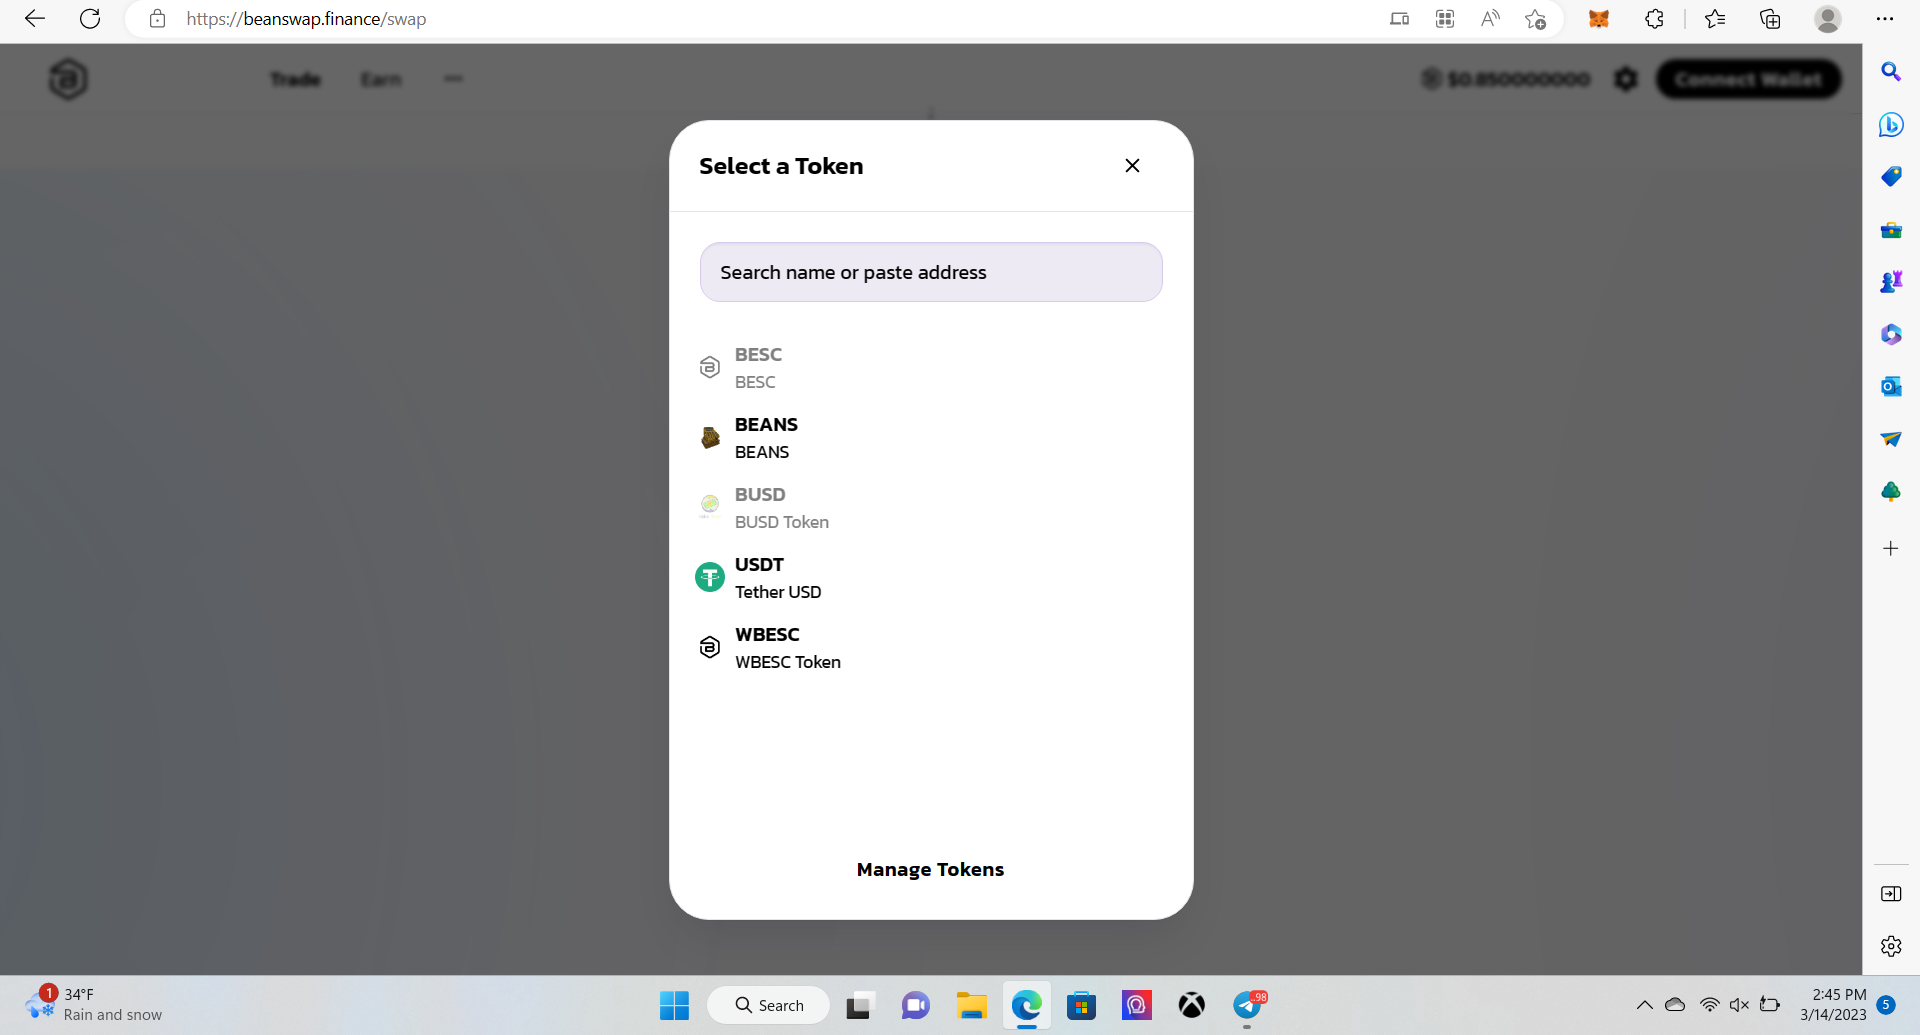 https://beanswap.finance/swap
Trade Earn $0.850000000 Connect Wallet
Select a Token
Search name or paste address
BESC
BESC
BEANS
BEANS
BUSD
BUSD Token
USDT
Tether USD
WBESC
WBESC Token
Manage Tokens
1
34°F
Rain and snow
Search
98
2:45 PM
3/14/2023
5